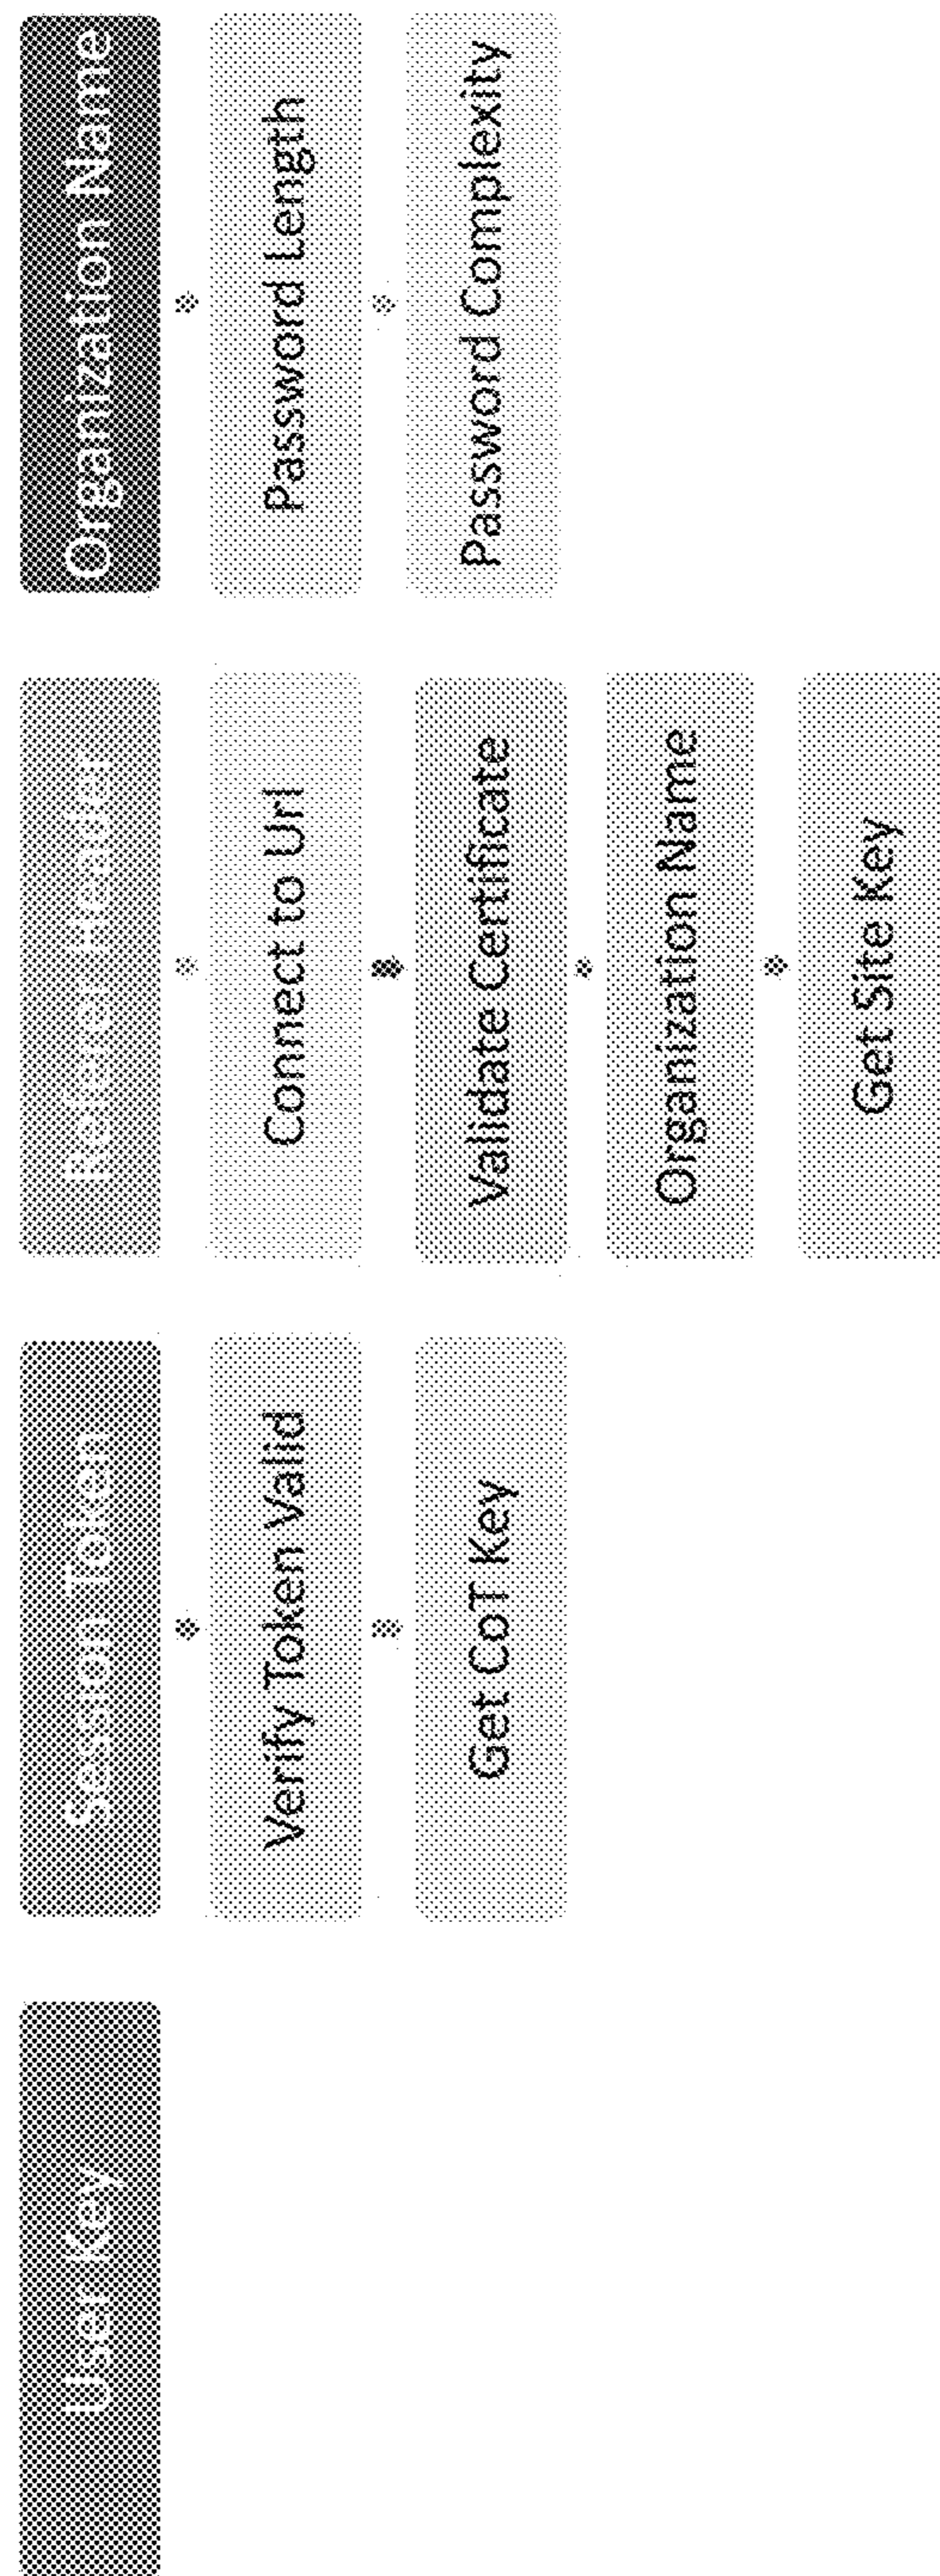 User Key
Session Token
Verify Token Valid
Get CoT Key
Header
Connect to Url
Validate Certificate
Organization Name
Get Site Key
Organization Name
Password Length
Password Complexity